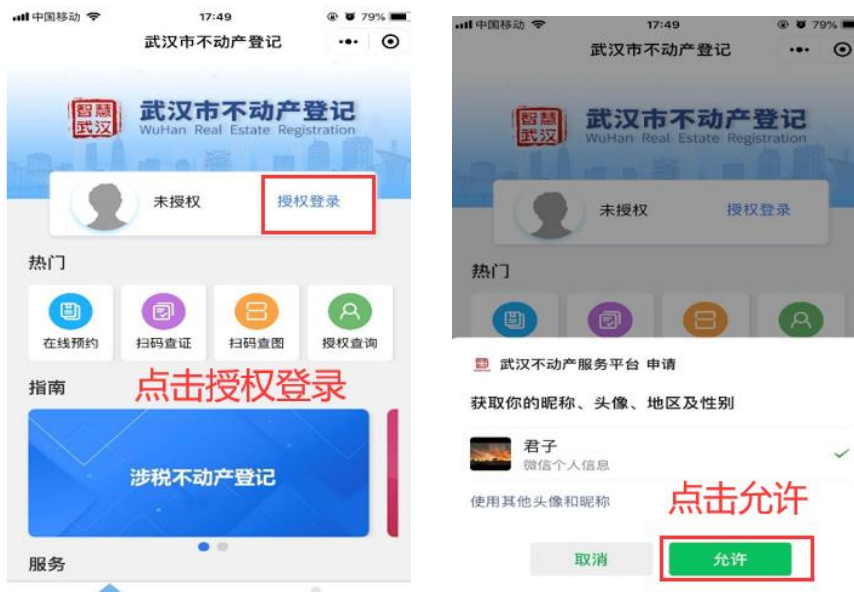 中国移动 17:49 79%
武汉市不动产登记
智慧武汉
武汉市不动产登记
WuHan Real Estate Registration
未授权 授权登录
热门
在线预约 扫码查证 扫码查图 授权查询
点击授权登录
指南
涉税不动产登记
服务
中国移动 17:49 79%
武汉市不动产登记
智慧武汉
武汉市不动产登记
WuHan Real Estate Registration
未授权 授权登录
热门
武汉不动产服务平台 申请
获取你的昵称、头像、地区及性别
君子
微信个人信息
使用其他头像和昵称
点击允许
取消 允许